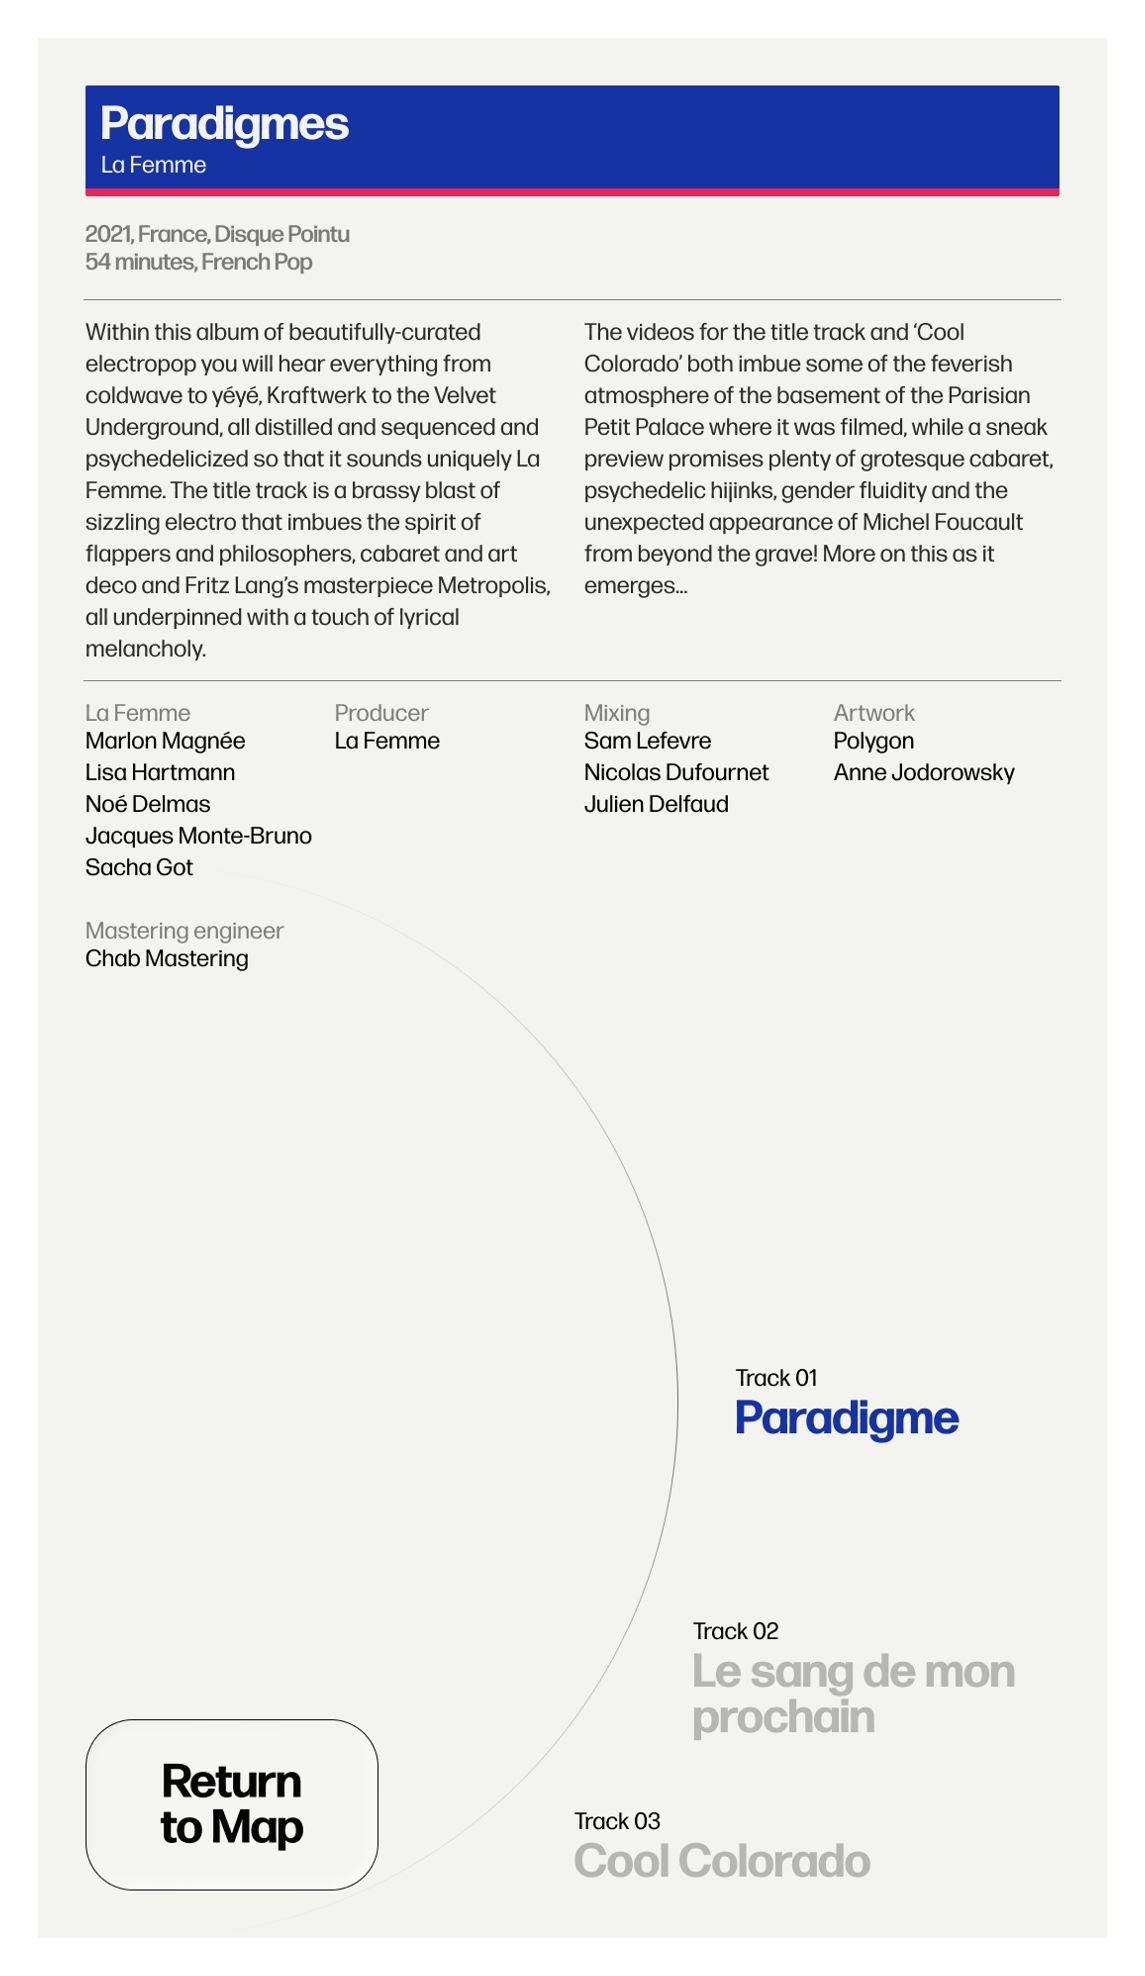 Paradigmes
La Femme
2021, France, Disque Pointu
54 minutes, French Pop
Within this album of beautifully-curated
electropop you will hear everything from
coldwave to yéyé, Kraftwerk to the Velvet
Underground, all distilled and sequenced and
psychedelicized so that it sounds uniquely La
Femme. The title track is a brassy blast of
sizzling electro that imbues the spirit of
flappers and philosophers, cabaret and art
deco and Fritz Lang’s masterpiece Metropolis,
all underpinned with a touch of lyrical
melancholy.
The videos for the title track and ‘Cool
Colorado’ both imbue some of the feverish
atmosphere of the basement of the Parisian
Petit Palace where it was filmed, while a sneak
preview promises plenty of grotesque cabaret,
psychedelic hijinks, gender fluidity and the
unexpected appearance of Michel Foucault
from beyond the grave! More on this as it
emerges...
La Femme
Marlon Magnée
Lisa Hartmann
Noé Delmas
Jacques Monte-Bruno
Sacha Got
Producer
La Femme
Mixing
Sam Lefevre
Nicolas Dufournet
Julien Delfaud
Artwork
Polygon
Anne Jodorowsky
Mastering engineer
Chab Mastering
Track 01
Paradigme
Track 02
Le sang de mon
prochain
Track 03
Cool Colorado
Return
to Map